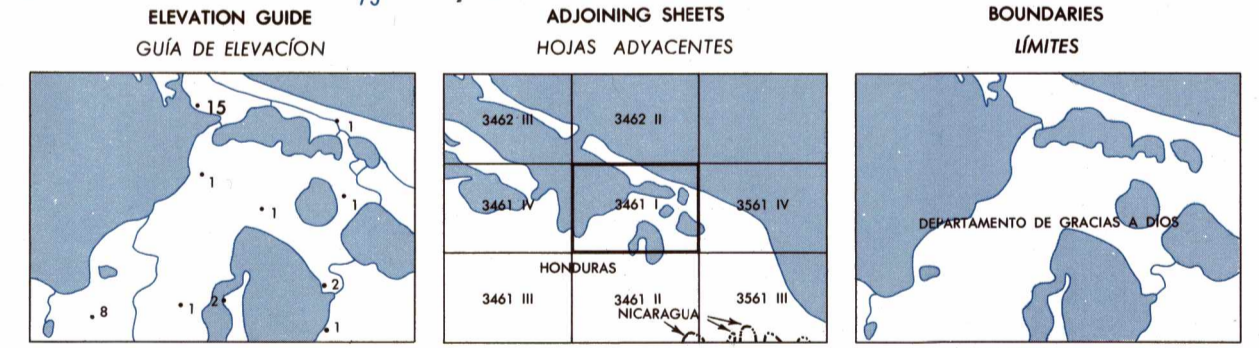 ELEVATION GUIDE
GUÍA DE ELEVACÍON
15
1
1
1
1
2
8
1
2
1
ADJOINING SHEETS
HOJAS ADYACENTES
3462 III
3462 II
3461 IV
3461 I
3561 IV
HONDURAS
3461 III
3461 II
3561 III
NICARAGUA
BOUNDARIES
LÍMITES
DEPARTAMENTO DE GRACIAS A DÍOS